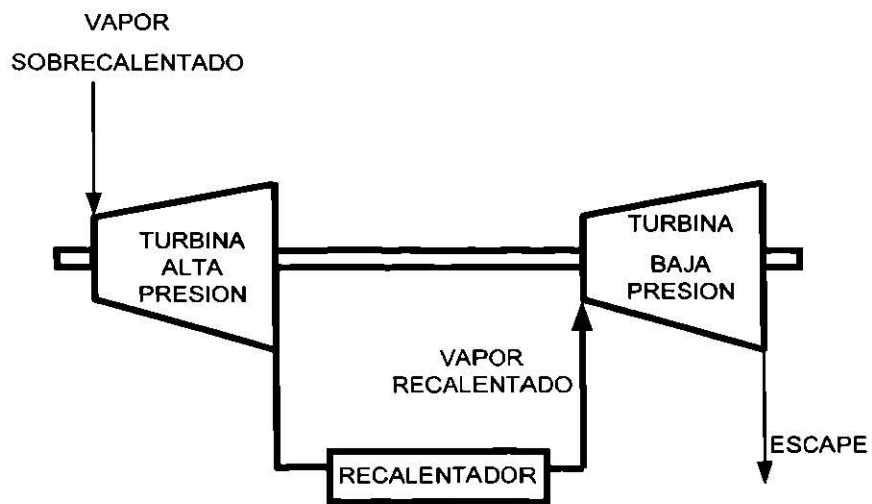 VAPOR
SOBRECALENTADO
TURBINA
ALTA
PRESION
TURBINA
BAJA
PRESION
VAPOR
RECALENTADO
RECALENTADOR
ESCAPE